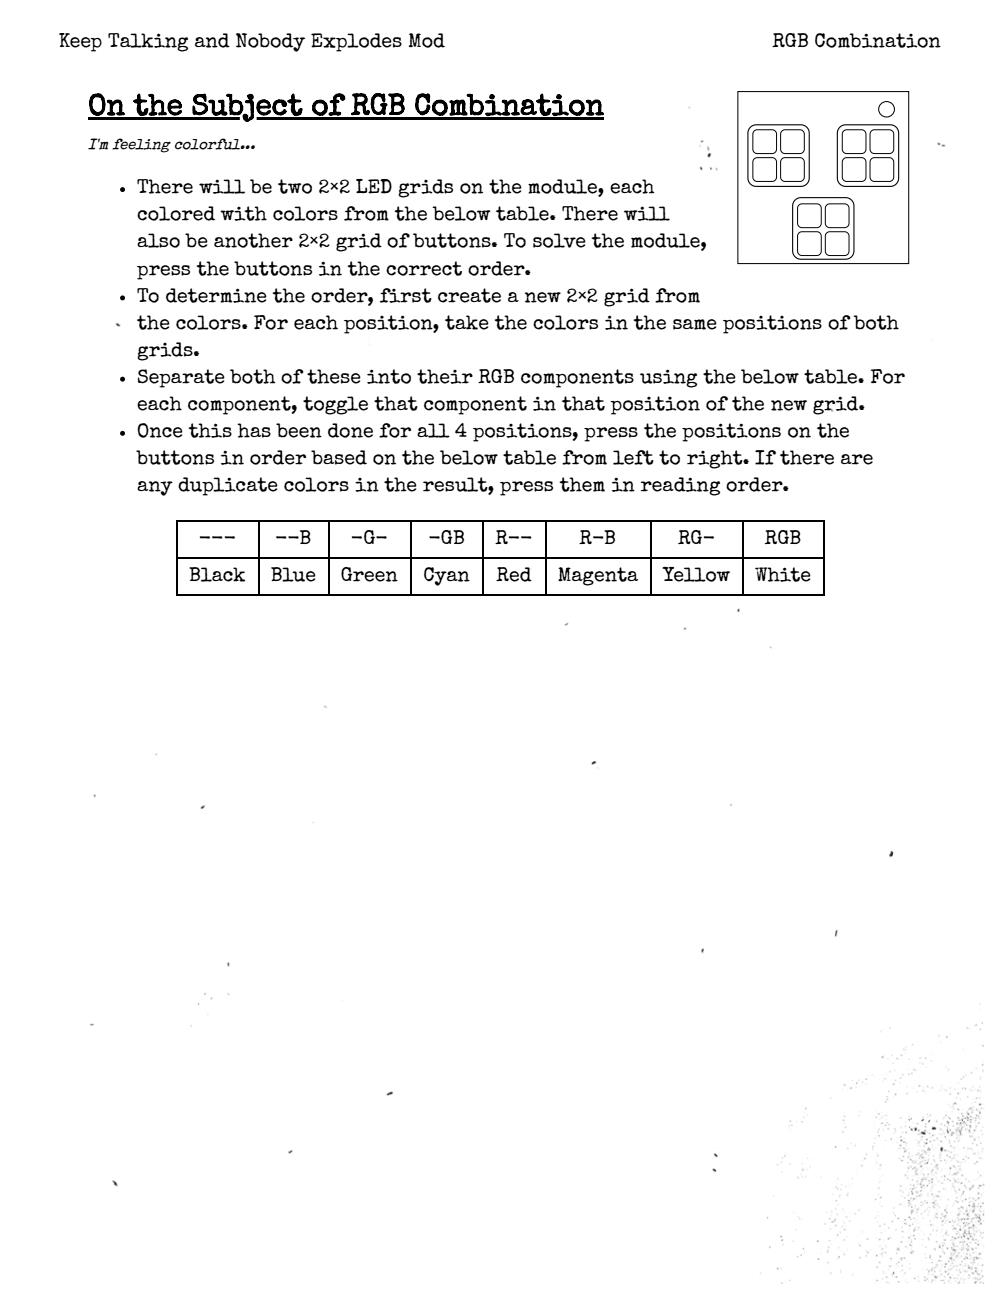 Keep Talking and Nobody Explodes Mod
RGB Combination
On the Subject of RGB Combination
I'm feeling colorful...
• There will be two 2×2 LED grids on the module, each
colored with colors from the below table. There will
also be another 2×2 grid of buttons. To solve the module,
press the buttons in the correct order.
• To determine the order, first create a new 2×2 grid from
the colors. For each position, take the colors in the same positions of both
grids.
• Separate both of these into their RGB components using the below table. For
each component, toggle that component in that position of the new grid.
• Once this has been done for all 4 positions, press the positions on the
buttons in order based on the below table from left to right. If there are
any duplicate colors in the result, press them in reading order.
--- --B -G- -GB R-- R-B RG- RGB
Black Blue Green Cyan Red Magenta Yellow White